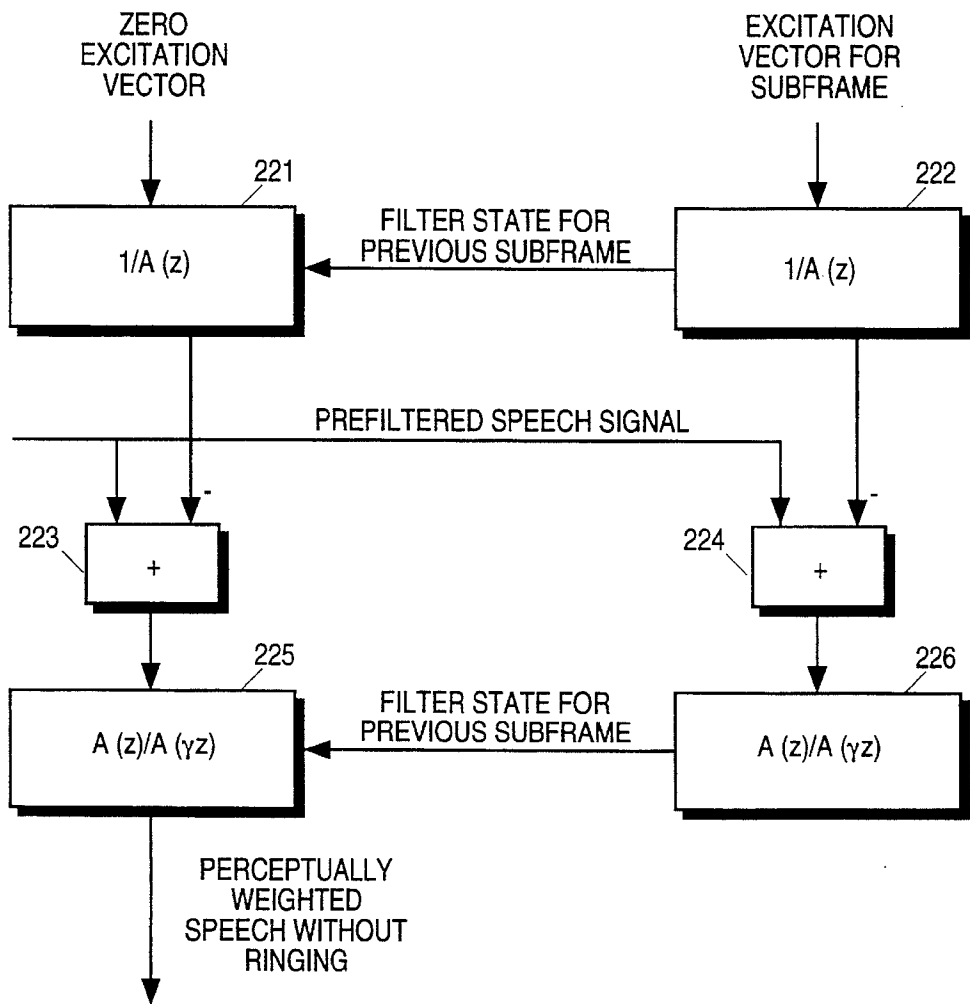 ZERO
EXCITATION
VECTOR
EXCITATION
VECTOR FOR
SUBFRAME
221
222
1/A (z)
FILTER STATE FOR
PREVIOUS SUBFRAME
1/A (z)
PREFILTERED SPEECH SIGNAL
-
-
223
+
224
+
225
226
A (z)/A (γz)
FILTER STATE FOR
PREVIOUS SUBFRAME
A (z)/A (γz)
PERCEPTUALLY
WEIGHTED
SPEECH WITHOUT
RINGING